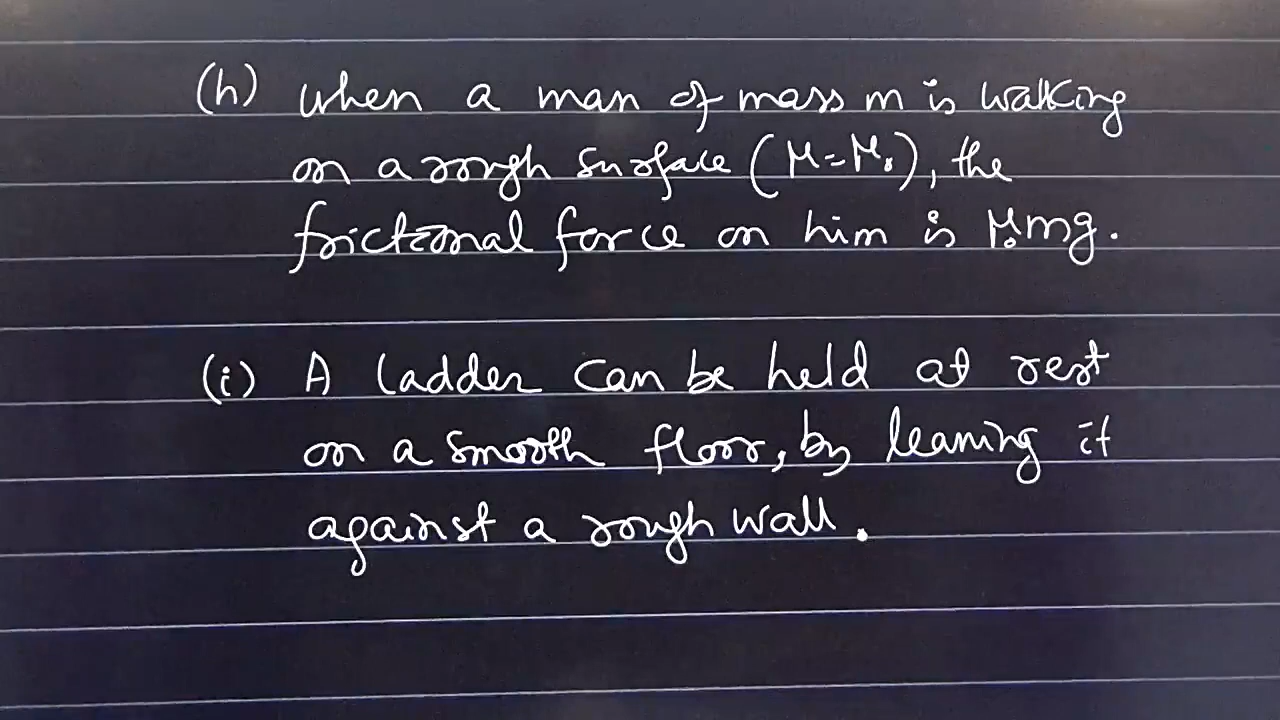 (h) when a man of mass m is walking
on a rough surface (μ=μ₀), the
frictional force on him is μ₀mg.
(i) A ladder can be held at rest
on a smooth floor, by leaning it
against a rough wall.